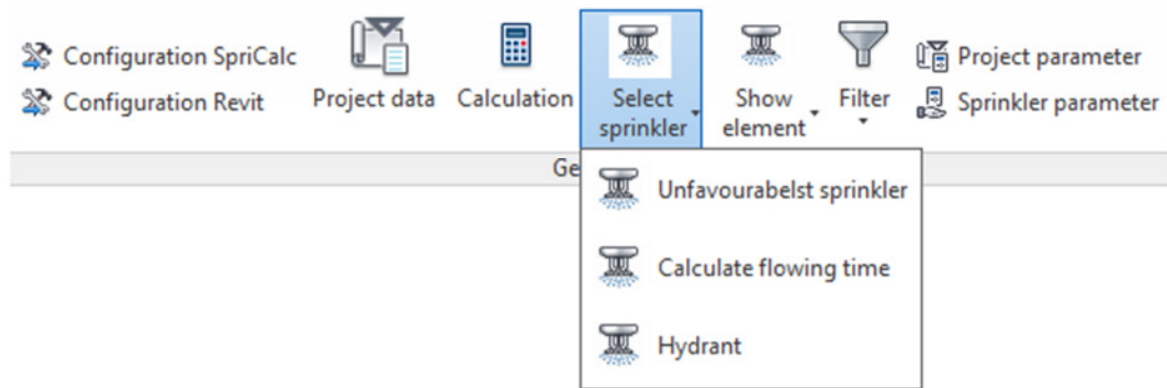 Configuration SpriCalc
Configuration Revit
Project data
Calculation
Select
sprinkler
Show
element
Filter
Project parameter
Sprinkler parameter
Ge
Unfavourabelst sprinkler
Calculate flowing time
Hydrant